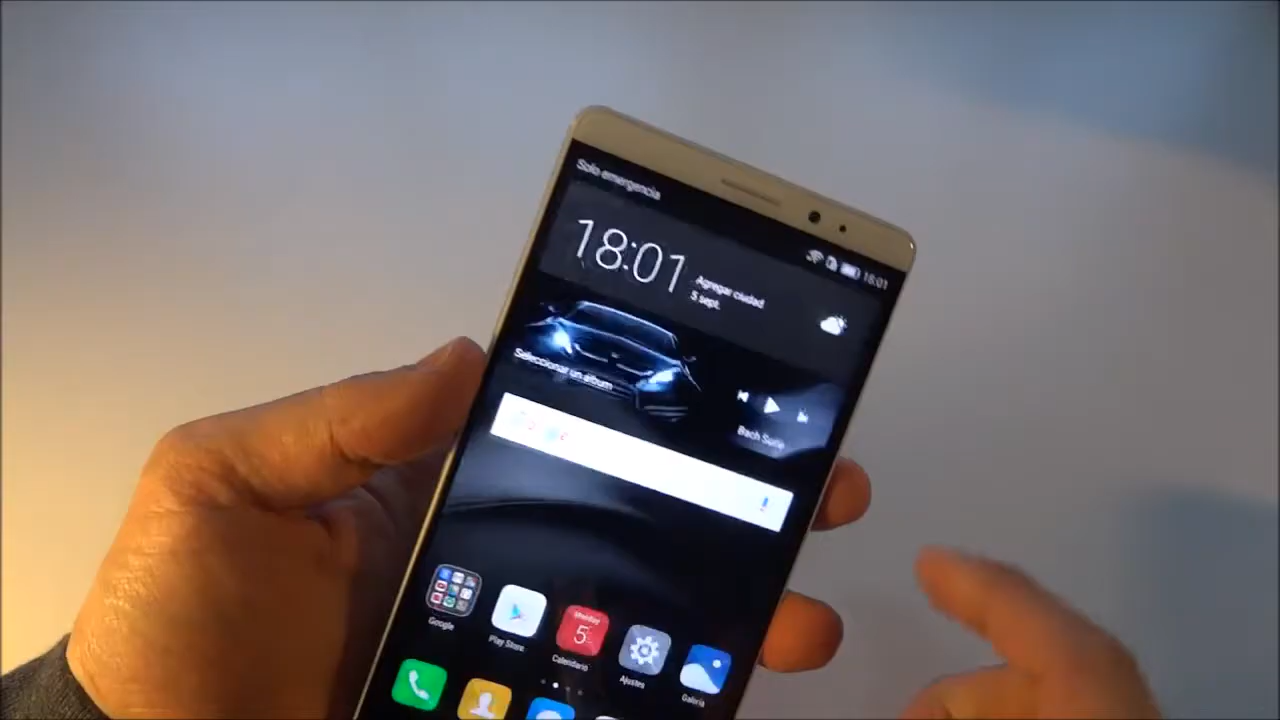 Solo emergencia
18:01
18:01
Agregar ciudad
5 sept.
Seleccionar un álbum
Bach Suite
Google
Play Store
Monday
5
Calendario
Ajustes
Galería